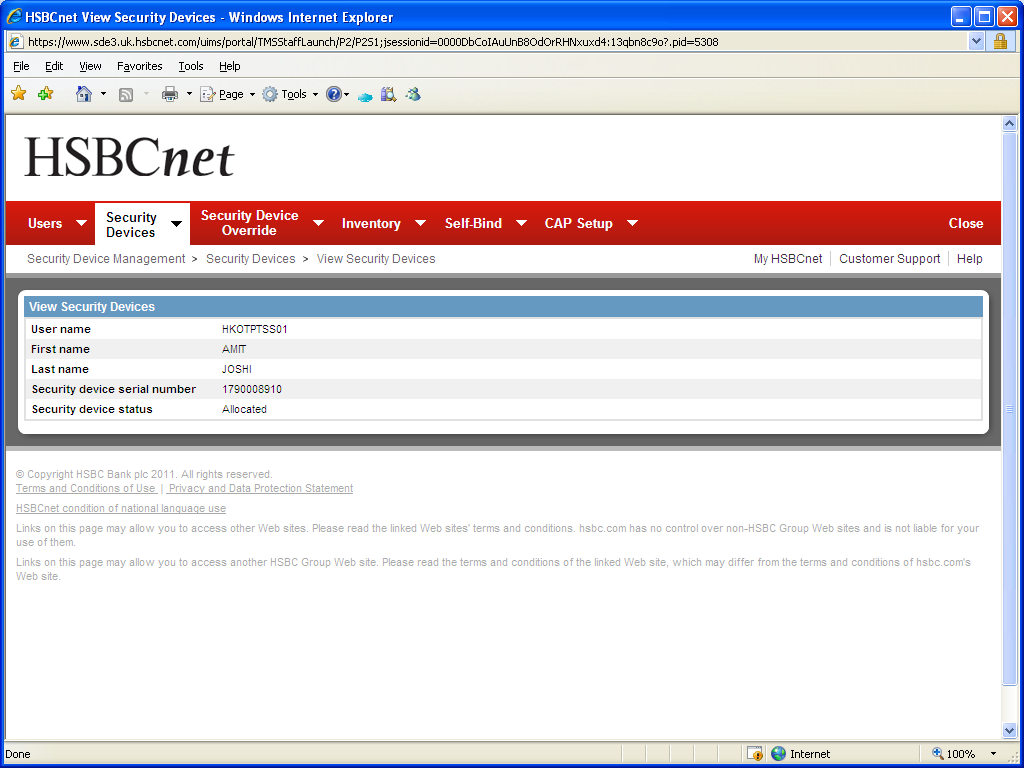 HSBCnet View Security Devices - Windows Internet Explorer
https://www.sde3.uk.hsbcnet.com/uims/portal/TMSStaffLaunch/P2/P2S1;jsessionid=0000DbCoIAuUnB8OdOrRHNxuxd4:13qbn8c9o?.pid=5308
File Edit View Favorites Tools Help
Page Tools
HSBCnet
Users Security Devices Security Device Override Inventory Self-Bind CAP Setup Close
Security Device Management > Security Devices > View Security Devices My HSBCnet Customer Support Help
View Security Devices
User name HKOTPTSS01
First name AMIT
Last name JOSHI
Security device serial number 1790008910
Security device status Allocated
© Copyright HSBC Bank plc 2011. All rights reserved.
Terms and Conditions of Use | Privacy and Data Protection Statement
HSBCnet condition of national language use
Links on this page may allow you to access other Web sites. Please read the linked Web sites' terms and conditions. hsbc.com has no control over non-HSBC Group Web sites and is not liable for your
use of them.
Links on this page may allow you to access another HSBC Group Web site. Please read the terms and conditions of the linked Web site, which may differ from the terms and conditions of hsbc.com's
Web site.
Done Internet 100%